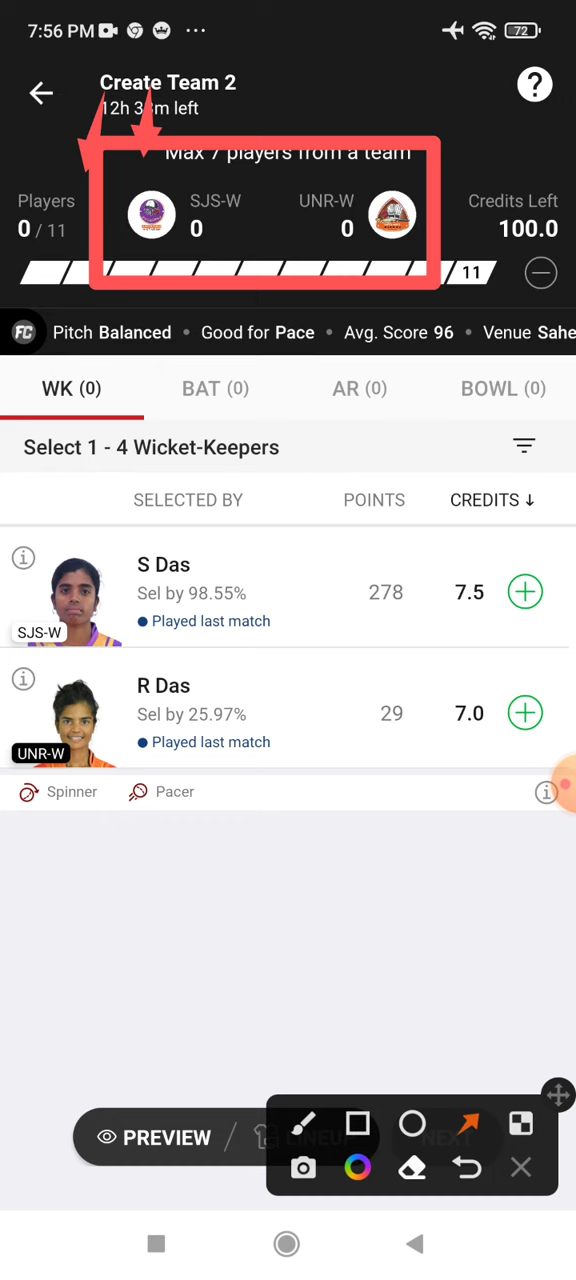 7:56 PM
72
Create Team 2
12h 33m left
Max 7 players from a team
Players
0 / 11
SJS-W
0
UNR-W
0
Credits Left
100.0
11
FC Pitch Balanced • Good for Pace • Avg. Score 96 • Venue Sahe
WK (0) BAT (0) AR (0) BOWL (0)
Select 1 - 4 Wicket-Keepers
SELECTED BY POINTS CREDITS ↓
S Das
Sel by 98.55% 278 7.5
Played last match
SJS-W
R Das
Sel by 25.97% 29 7.0
Played last match
UNR-W
Spinner Pacer
PREVIEW / LINEUP NEXT